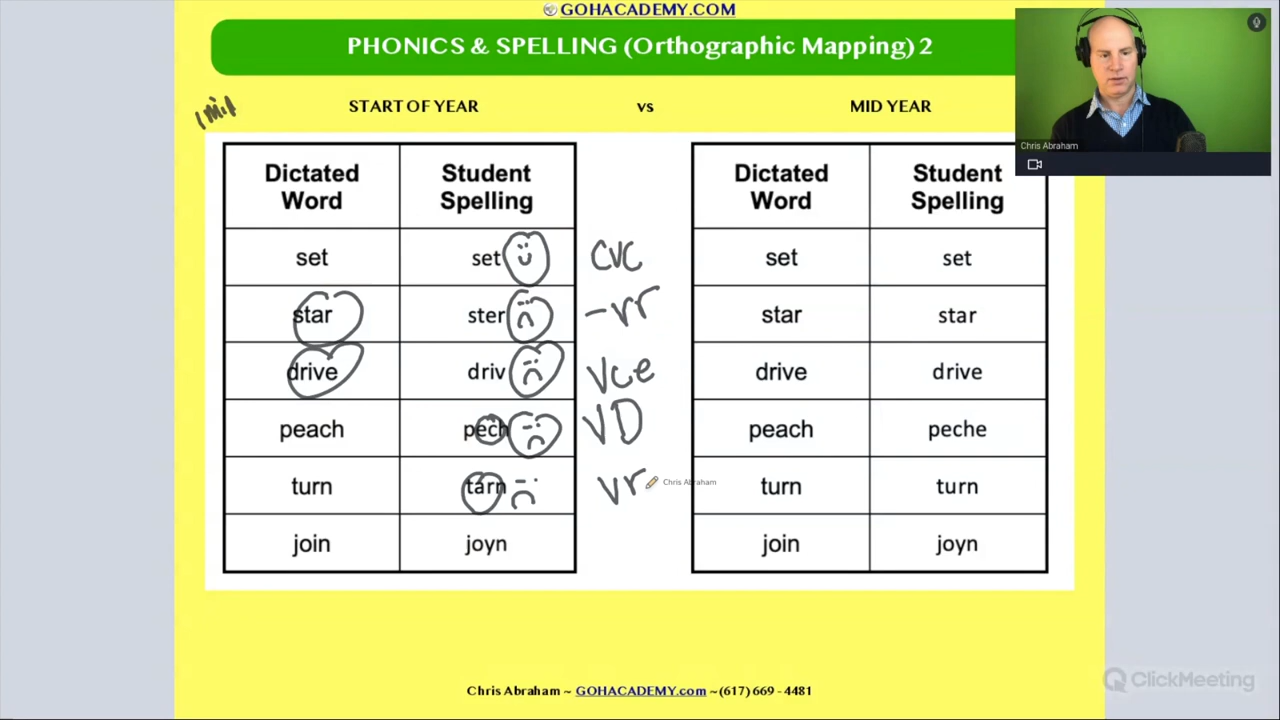 GOHACADEMY.COM
PHONICS & SPELLING (Orthographic Mapping) 2
START OF YEAR vs MID YEAR
Chris Abraham
Dictated Word Student Spelling Dictated Word Student Spelling
set set CVC set set
star ster -rr star star
drive driv VCe drive drive
peach pech VD peach peche
turn tarn vr turn turn
Chris Abraham
join joyn join joyn
Chris Abraham ~ GOHACADEMY.com ~(617) 669 - 4481
ClickMeeting